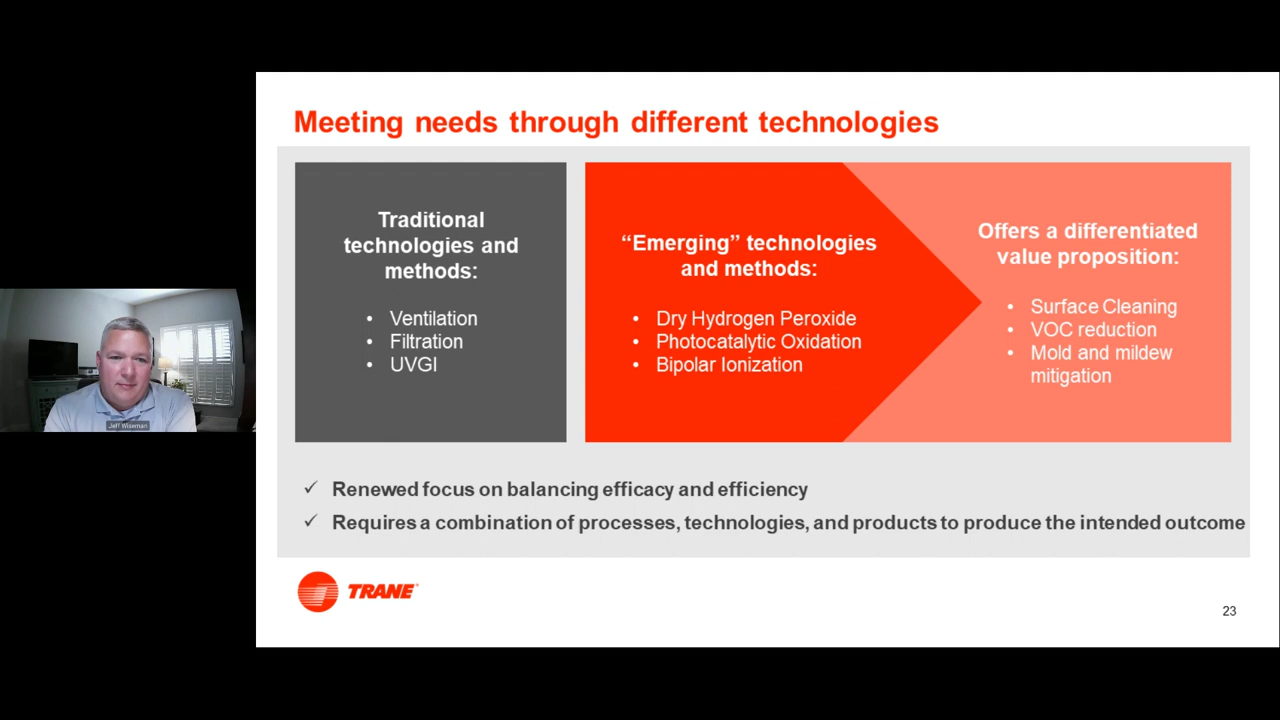 Meeting needs through different technologies
Traditional
technologies and
methods:
• Ventilation
• Filtration
• UVGI
“Emerging” technologies
and methods:
• Dry Hydrogen Peroxide
• Photocatalytic Oxidation
• Bipolar Ionization
Offers a differentiated
value proposition:
• Surface Cleaning
• VOC reduction
• Mold and mildew
mitigation
✓ Renewed focus on balancing efficacy and efficiency
✓ Requires a combination of processes, technologies, and products to produce the intended outcome
Jeff Wiseman
TRANE
23